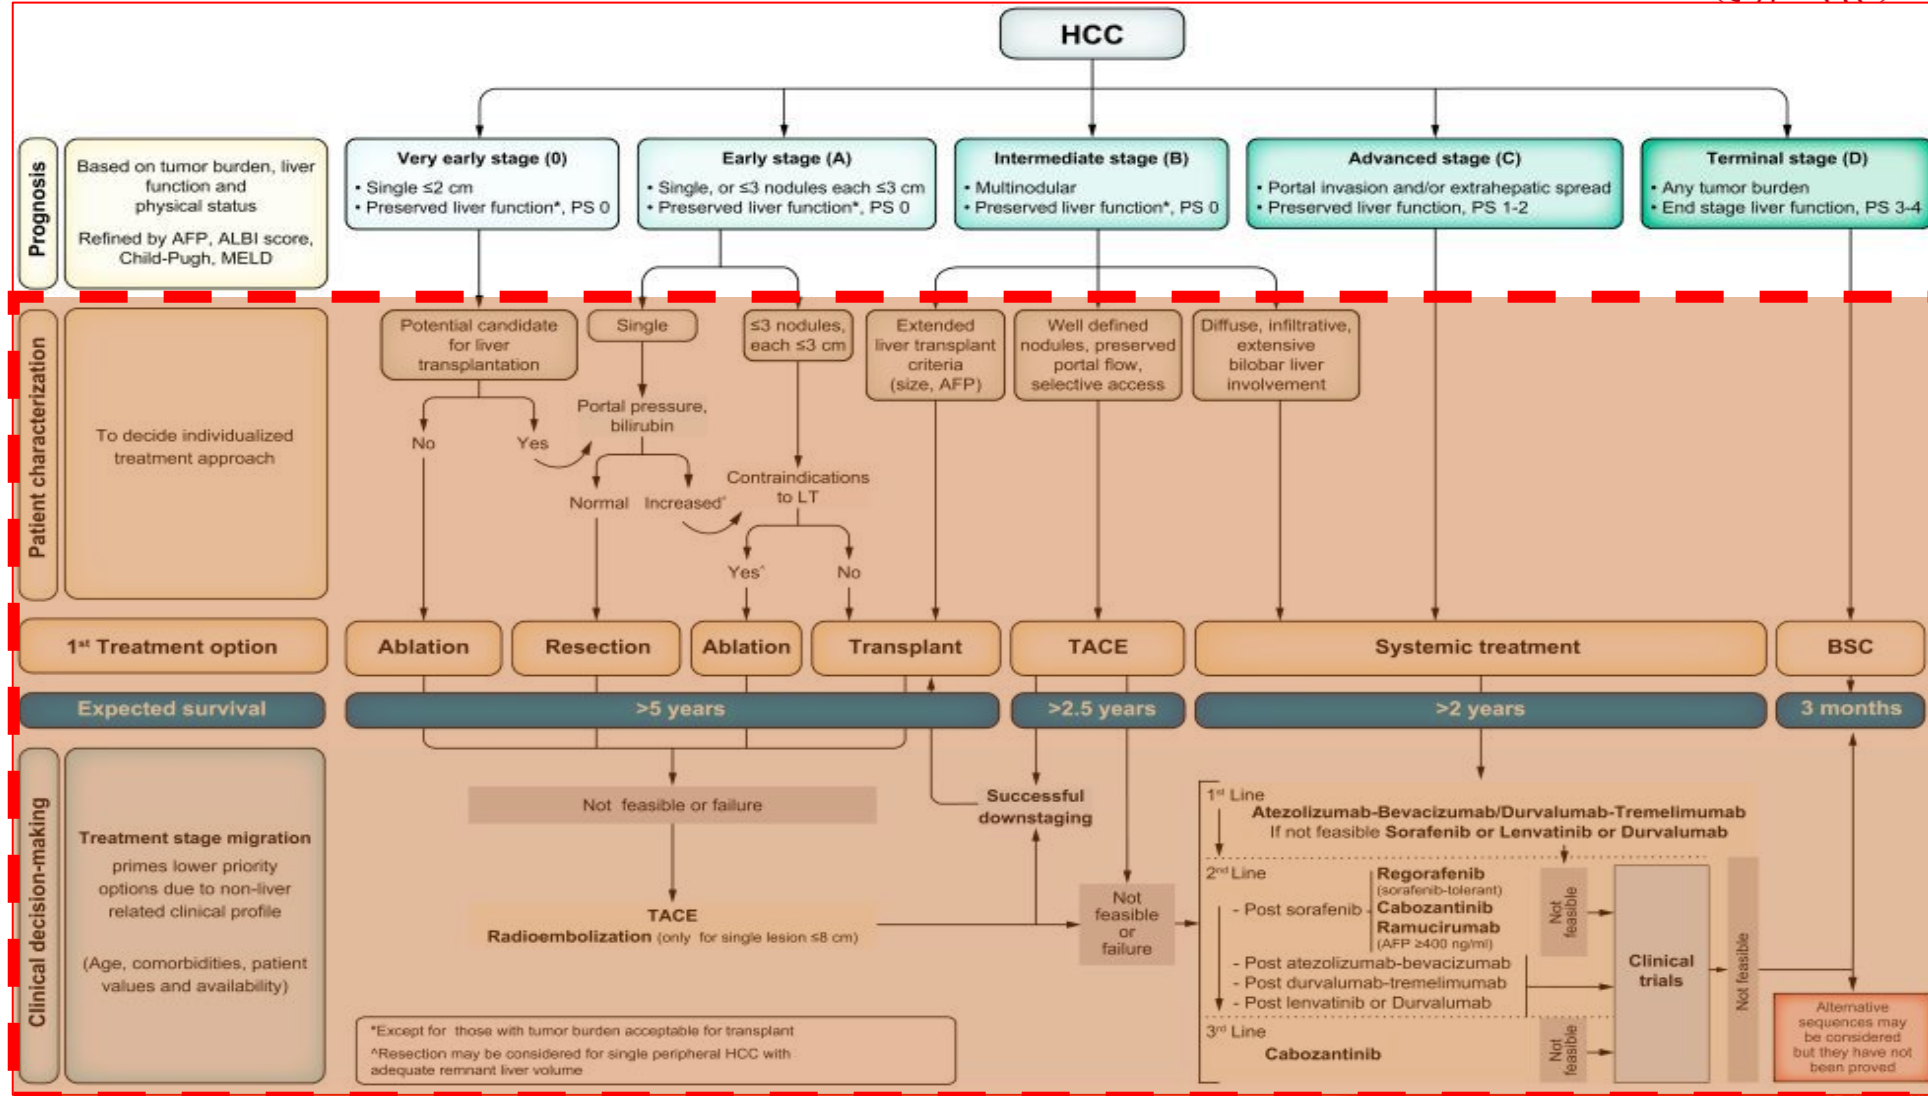 HCC
Prognosis
Based on tumor burden, liver
function and
physical status
Refined by AFP, ALBI score,
Child-Pugh, MELD
Very early stage (0)
• Single ≤2 cm
• Preserved liver function*, PS 0
Early stage (A)
• Single, or ≤3 nodules each ≤3 cm
• Preserved liver function*, PS 0
Intermediate stage (B)
• Multinodular
• Preserved liver function*, PS 0
Advanced stage (C)
• Portal invasion and/or extrahepatic spread
• Preserved liver function, PS 1-2
Terminal stage (D)
• Any tumor burden
• End stage liver function, PS 3-4
Patient characterization
To decide individualized
treatment approach
Potential candidate
for liver
transplantation
No
Yes
Single
Portal pressure,
bilirubin
Normal
Increased^
≤3 nodules,
each ≤3 cm
Contraindications
to LT
Yes^
No
Extended
liver transplant
criteria
(size, AFP)
Well defined
nodules, preserved
portal flow,
selective access
Diffuse, infiltrative,
extensive
bilobar liver
involvement
1st Treatment option
Ablation
Resection
Ablation
Transplant
TACE
Systemic treatment
BSC
Expected survival
>5 years
>2.5 years
>2 years
3 months
Clinical decision-making
Treatment stage migration
primes lower priority
options due to non-liver
related clinical profile
(Age, comorbidities, patient
values and availability)
Not feasible or failure
TACE
Radioembolization (only for single lesion ≤8 cm)
Successful
downstaging
Not
feasible
or
failure
1st Line
Atezolizumab-Bevacizumab/Durvalumab-Tremelimumab
If not feasible Sorafenib or Lenvatinib or Durvalumab
2nd Line
- Post sorafenib
Regorafenib
(sorafenib-tolerant)
Cabozantinib
Ramucirumab
(AFP ≥400 ng/ml)
- Post atezolizumab-bevacizumab
- Post durvalumab-tremelimumab
- Post lenvatinib or Durvalumab
Not feasible
3rd Line
Cabozantinib
Not feasible
Clinical
trials
Not feasible
Alternative
sequences may
be considered
but they have not
been proved
*Except for those with tumor burden acceptable for transplant
^Resection may be considered for single peripheral HCC with
adequate remnant liver volume